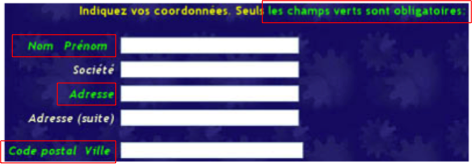 Indiquez vos coordonnées. Seuls les champs verts sont obligatoires:
Nom Prénom
Société
Adresse
Adresse (suite)
Code postal Ville